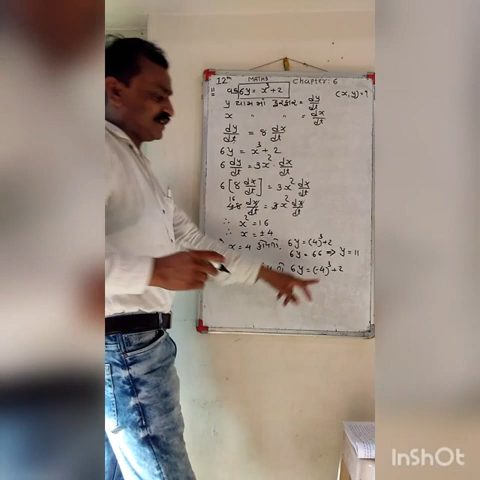 12th MATHS Chapter:6
6y = x³+2 (x,y)=?
y યામમાં ફેરફાર = dy/dt
x " " = dx/dt
dy/dt = 8 dx/dt
6y = x³ + 2
6 dy/dt = 3x² · dx/dt
6 [8 dx/dt] = 3x² dx/dt
16
48 dx/dt = 3x² dx/dt
∴ x² = 16
∴ x = ±4
x = 4 હોય તો, 6y = (4)³+2
6y = 66 ⇒ y = 11
તો 6y = (-4)³+2
InShOt